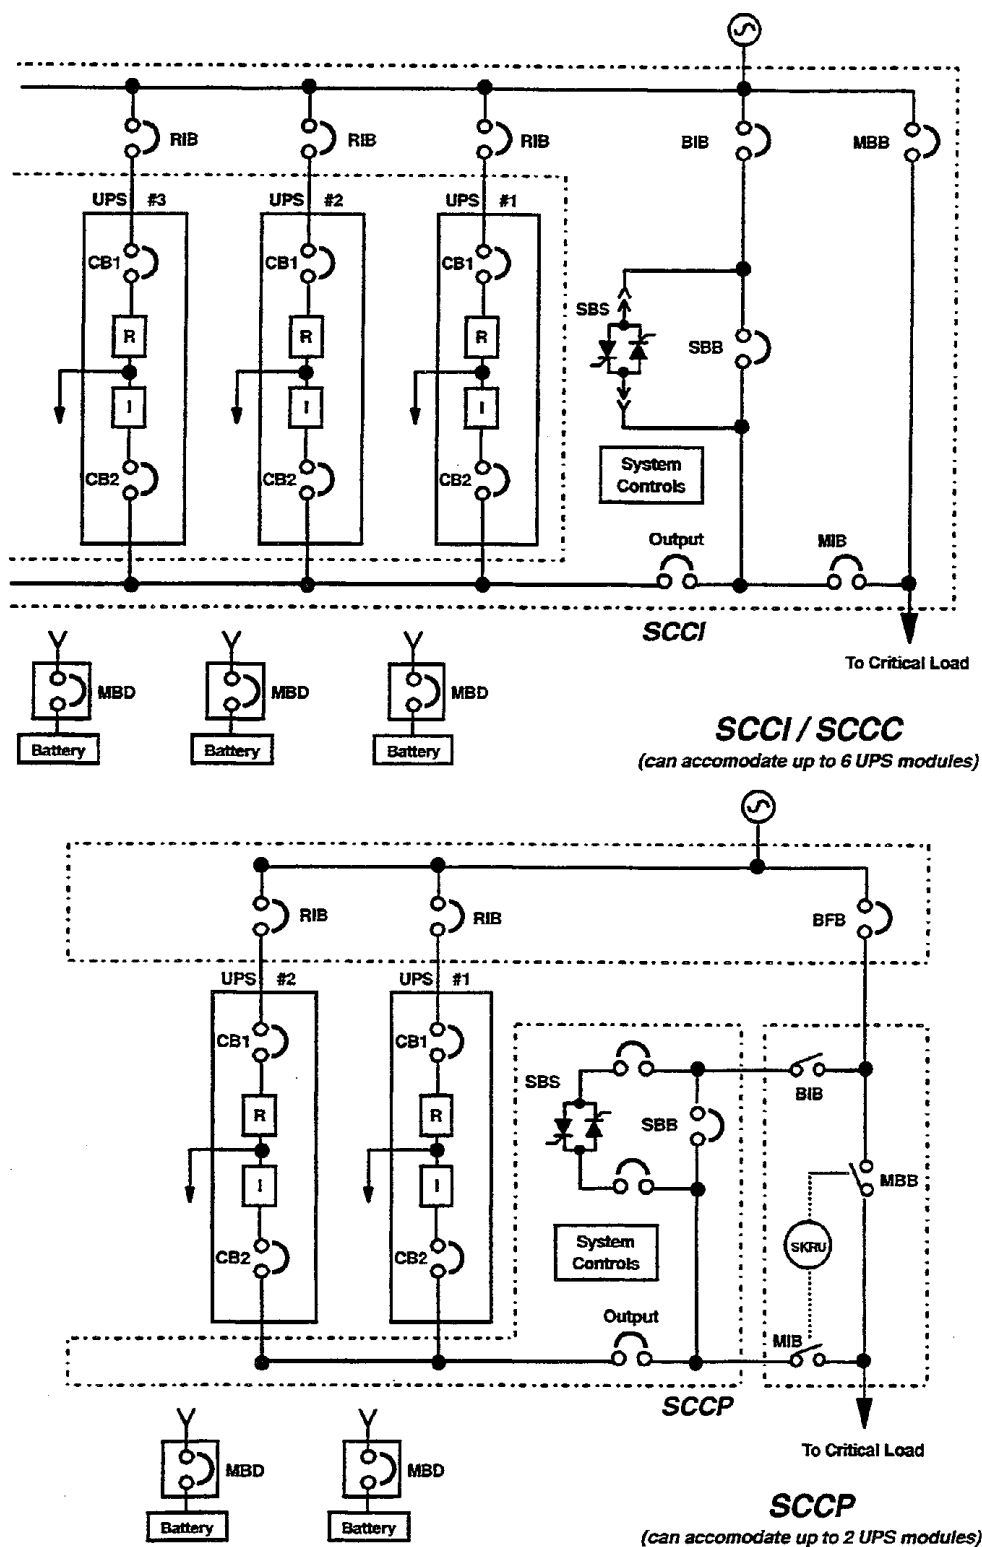 RIB RIB RIB BIB MBB
UPS #3 UPS #2 UPS #1
CB1 CB1 CB1
SBS
R R R SBB
I I I
CB2 CB2 CB2
System
Controls
Output MIB
SCCI
To Critical Load
MBD MBD MBD
Battery Battery Battery
SCCI / SCCC
(can accomodate up to 6 UPS modules)
RIB RIB BFB
UPS #2 UPS #1
CB1 CB1
SBS
BIB
R R SBB
MBB
I I
System
Controls
SKRU
CB2 CB2
Output
MIB
SCCP
To Critical Load
MBD MBD
Battery Battery
SCCP
(can accomodate up to 2 UPS modules)